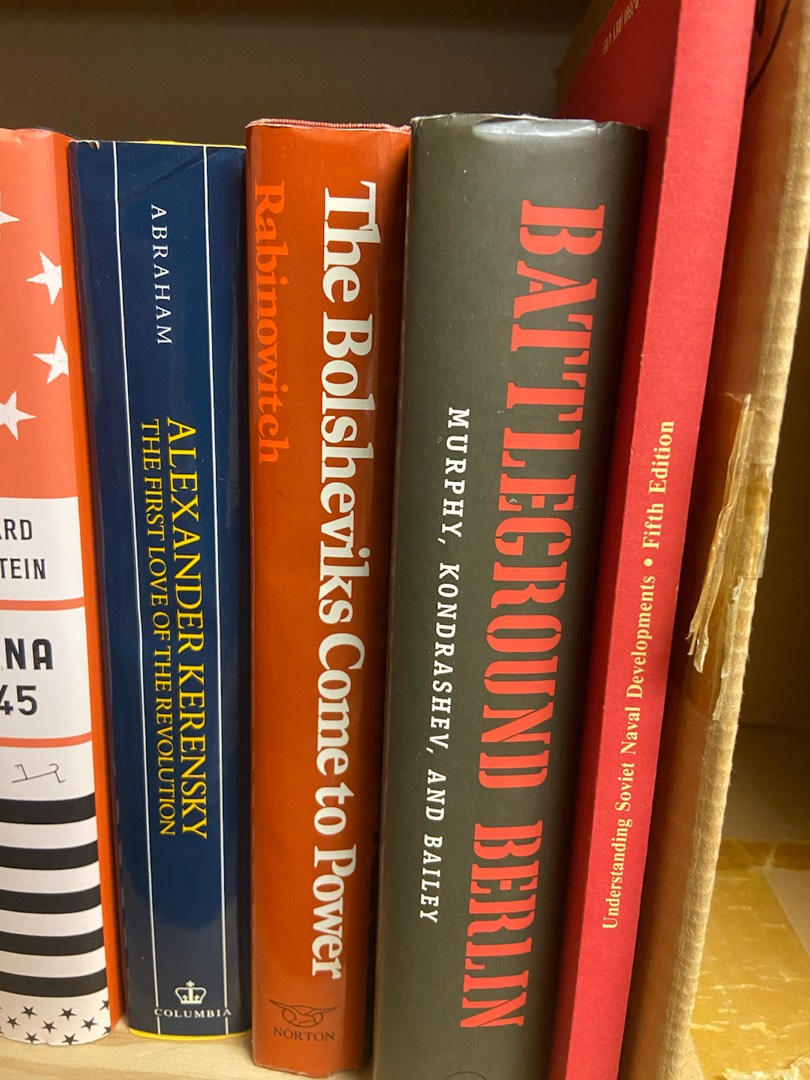 ARD
TEIN
NA
45
ABRAHAM
ALEXANDER KERENSKY
THE FIRST LOVE OF THE REVOLUTION
COLUMBIA
The Bolsheviks Come to Power
Rabinowitch
NORTON
BATTLEGROUND BERLIN
MURPHY, KONDRASHEV, AND BAILEY
Understanding Soviet Naval Developments • Fifth Edition